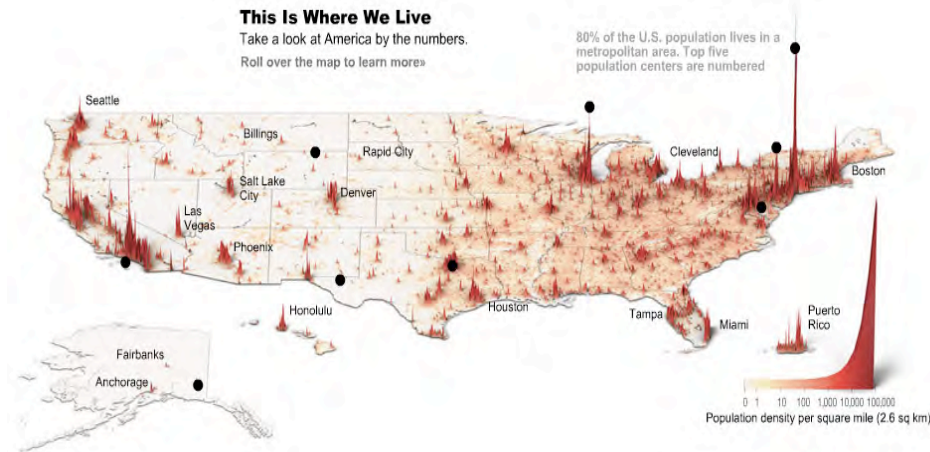 This Is Where We Live
Take a look at America by the numbers.
Roll over the map to learn more»
80% of the U.S. population lives in a
metropolitan area. Top five
population centers are numbered
Seattle
Billings
Rapid City
Cleveland
Boston
Salt Lake
City
Denver
Las
Vegas
Phoenix
Honolulu
Houston
Tampa
Miami
Puerto
Rico
Fairbanks
Anchorage
0 1 10 100 1,000 10,000 100,000
Population density per square mile (2.6 sq km)